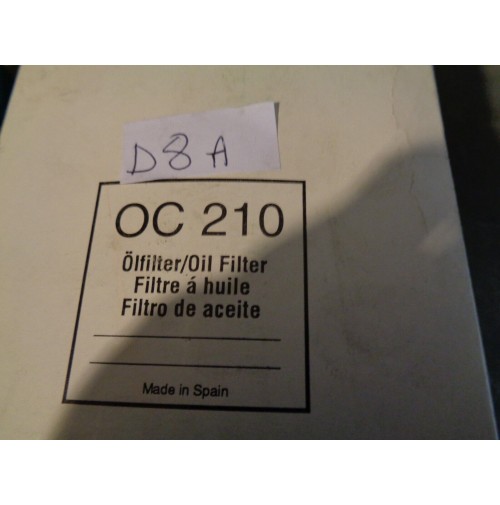 D8A
OC 210
Ölfilter/Oil Filter
Filtre á huile
Filtro de aceite
Made in Spain